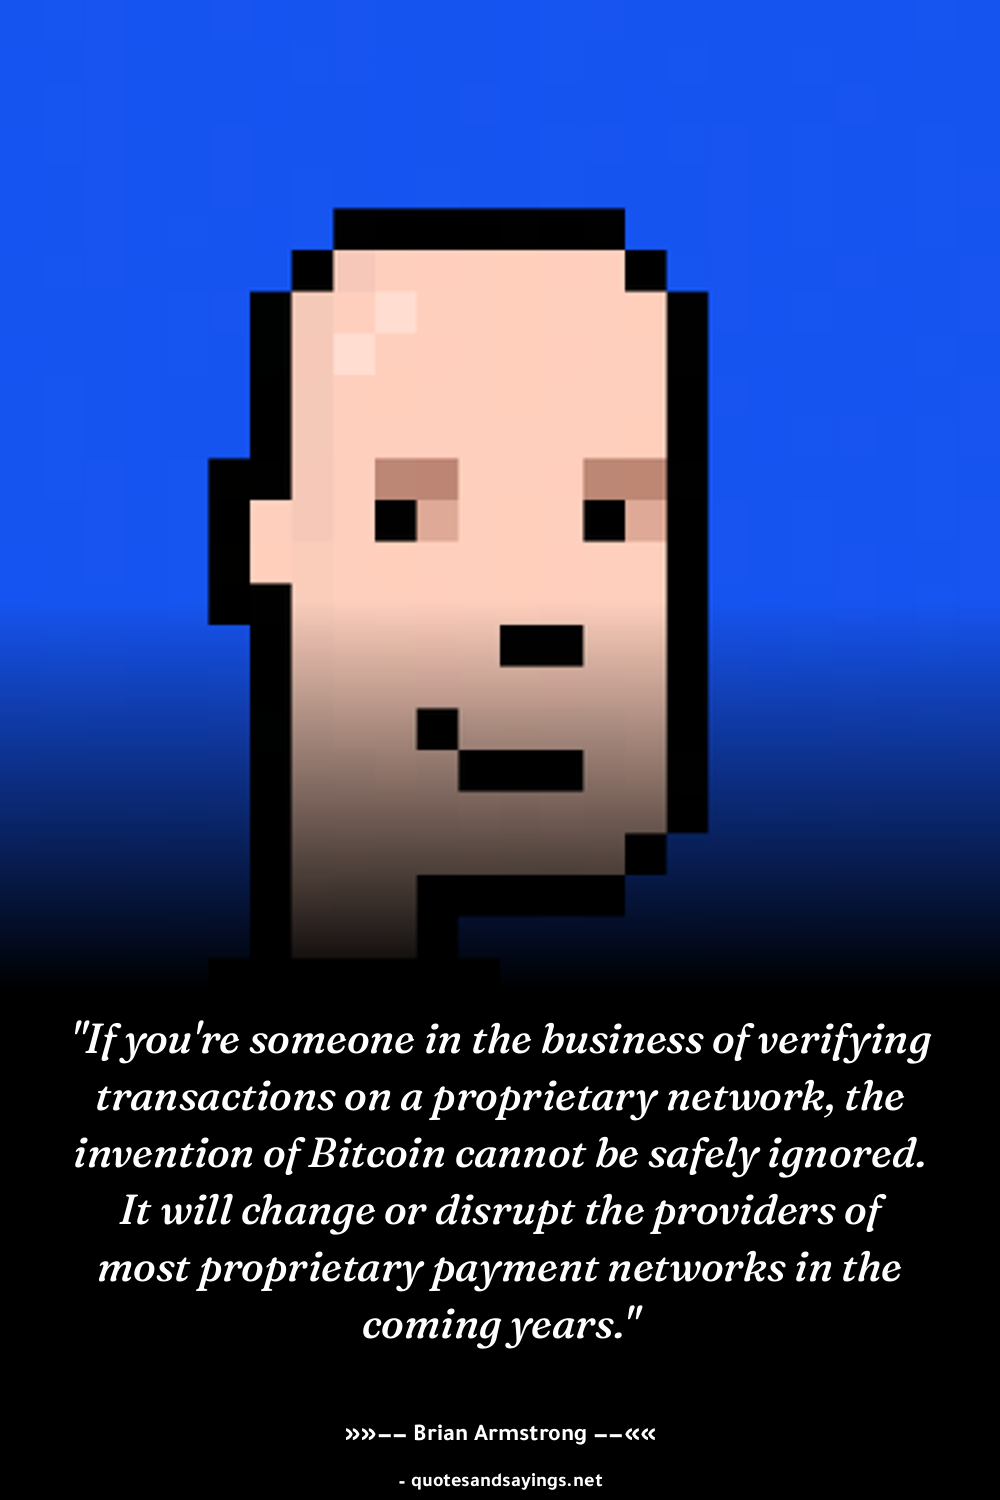 "If you're someone in the business of verifying
transactions on a proprietary network, the
invention of Bitcoin cannot be safely ignored.
It will change or disrupt the providers of
most proprietary payment networks in the
coming years."
»»−− Brian Armstrong −−««
- quotesandsayings.net